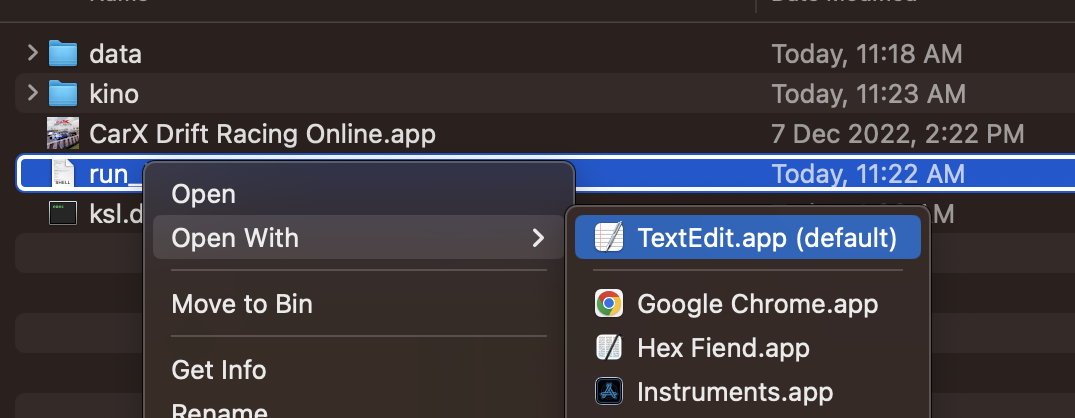 data
Today, 11:18 AM
kino
Today, 11:23 AM
CarX Drift Racing Online.app
7 Dec 2022, 2:22 PM
run_
Today, 11:22 AM
ksl.d
Open
Open With
TextEdit.app (default)
Move to Bin
Google Chrome.app
Hex Fiend.app
Get Info
Instruments.app
Rename